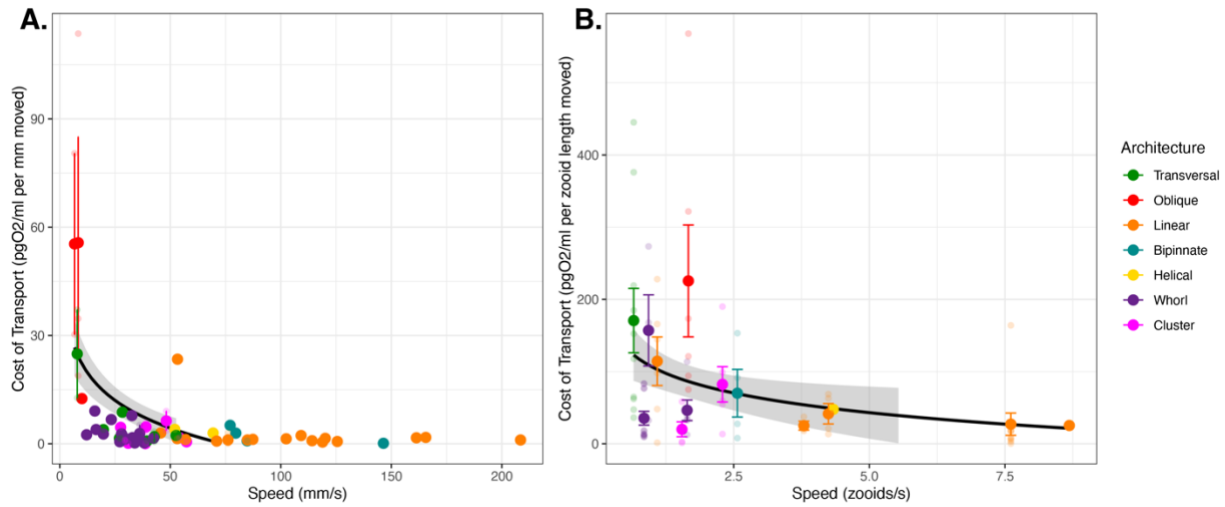 A.
B.
Cost of Transport (pgO2/ml per mm moved)
90
60
30
0
0
50
100
150
200
Speed (mm/s)
Cost of Transport (pgO2/ml per zooid length moved)
400
200
0
2.5
5.0
7.5
Speed (zooids/s)
Architecture
Transversal
Oblique
Linear
Bipinnate
Helical
Whorl
Cluster